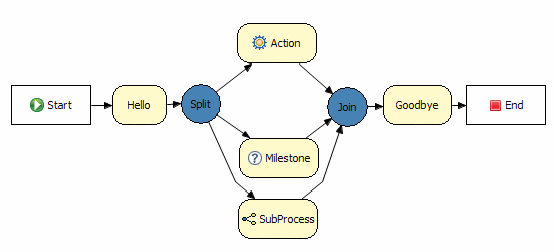 Start
Hello
Split
Action
Milestone
SubProcess
Join
Goodbye
End